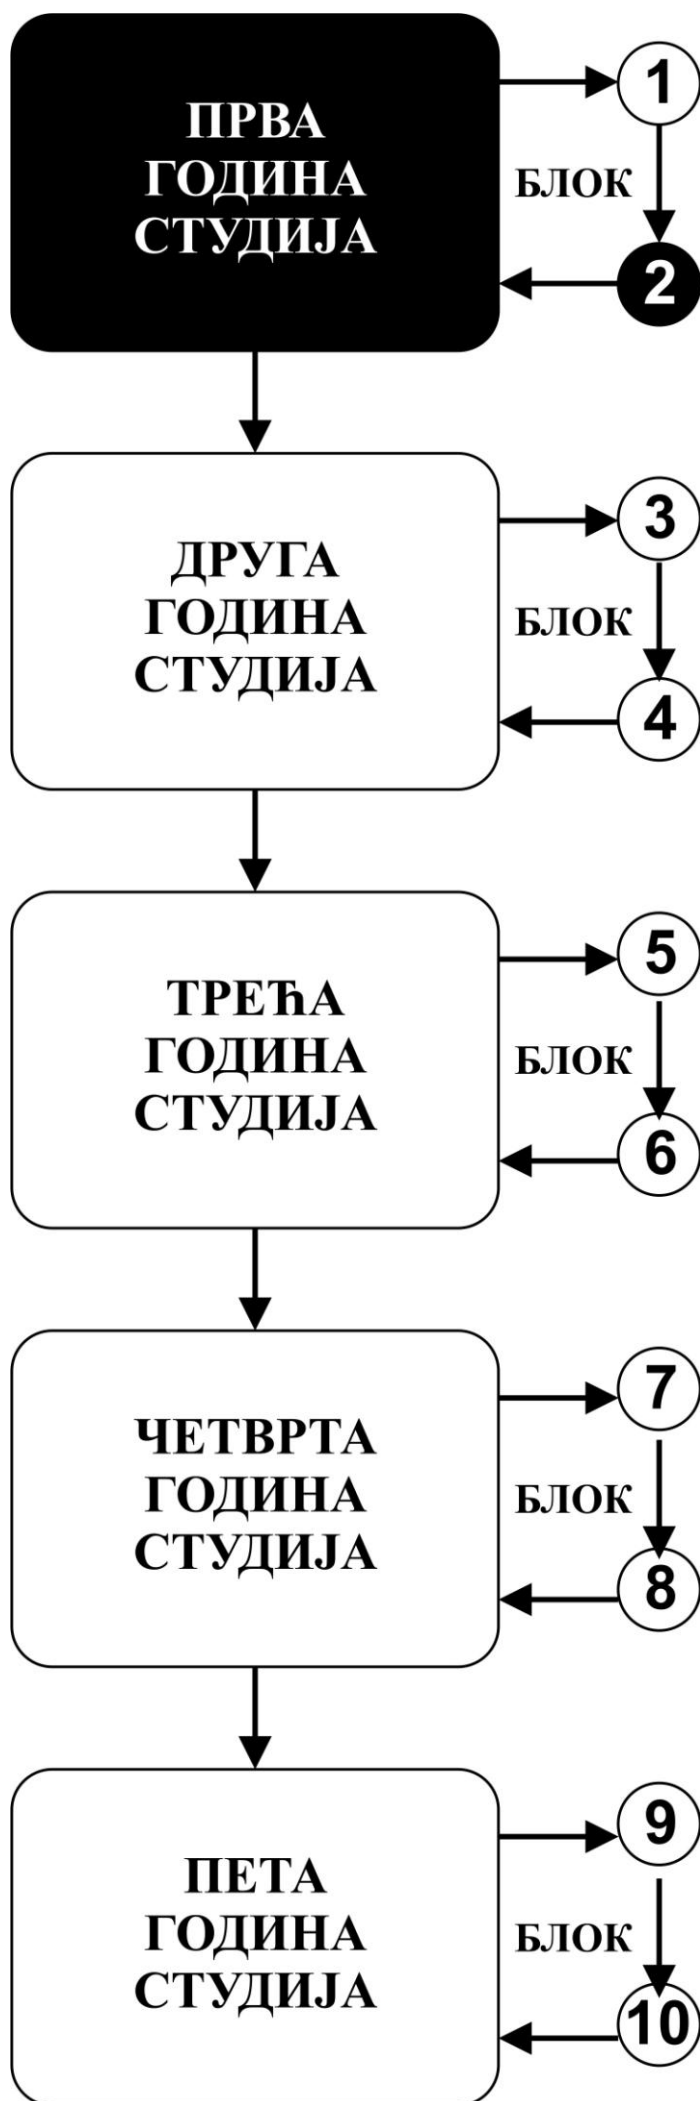 ПРВА
ГОДИНА
СТУДИЈА
1
БЛОК
2
ДРУГА
ГОДИНА
СТУДИЈА
3
БЛОК
4
ТРЕЋА
ГОДИНА
СТУДИЈА
5
БЛОК
6
ЧЕТВРТА
ГОДИНА
СТУДИЈА
7
БЛОК
8
ПЕТА
ГОДИНА
СТУДИЈА
9
БЛОК
10